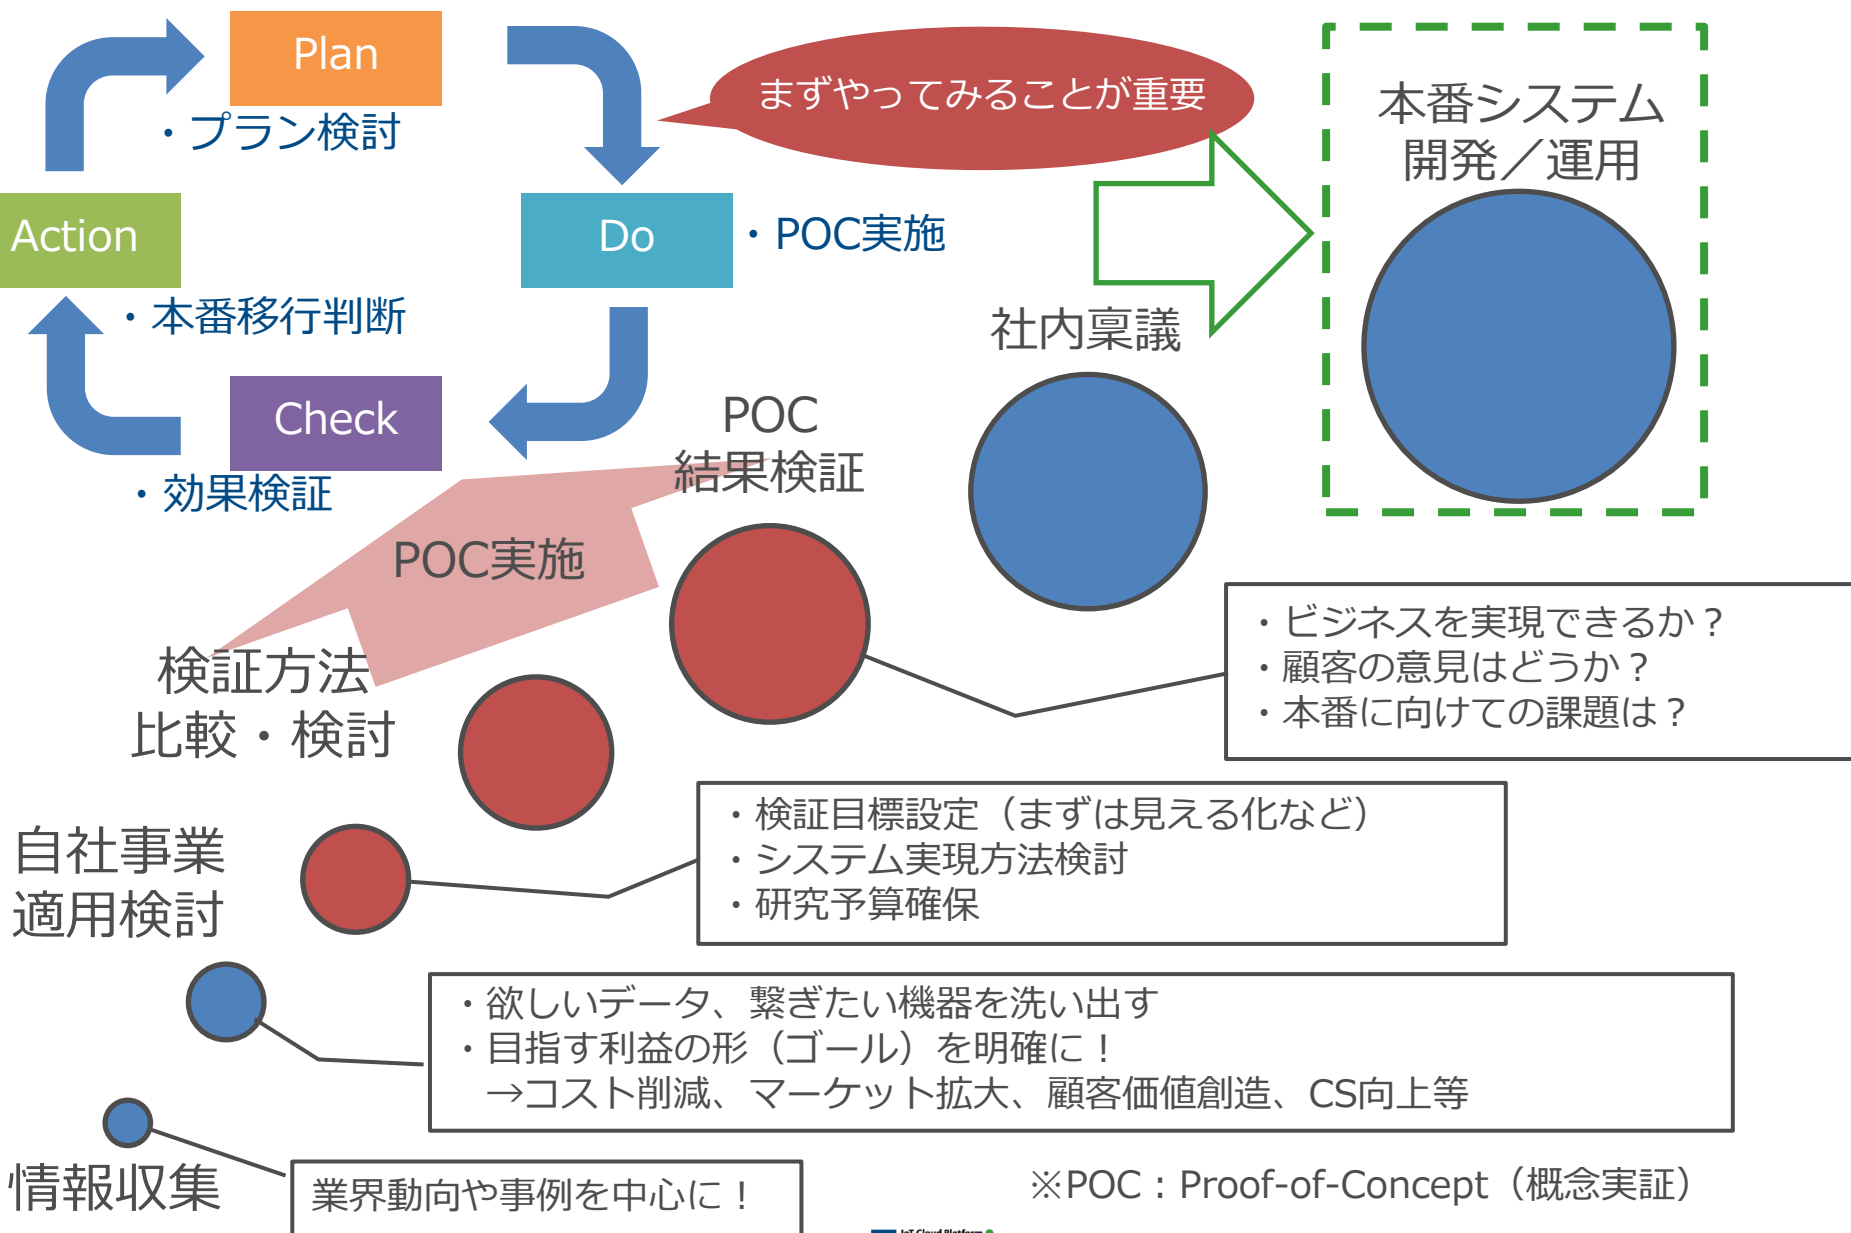 Plan
・プラン検討
まずやってみることが重要
本番システム
開発／運用
Action
Do
・POC実施
・本番移行判断
社内稟議
Check
・効果検証
POC
結果検証
POC実施
・ビジネスを実現できるか？
・顧客の意見はどうか？
・本番に向けての課題は？
検証方法
比較・検討
・検証目標設定（まずは見える化など）
・システム実現方法検討
・研究予算確保
自社事業
適用検討
・欲しいデータ、繋ぎたい機器を洗い出す
・目指す利益の形（ゴール）を明確に！
→コスト削減、マーケット拡大、顧客価値創造、CS向上等
情報収集
業界動向や事例を中心に！
※POC：Proof-of-Concept（概念実証）
IoT Cloud Platform